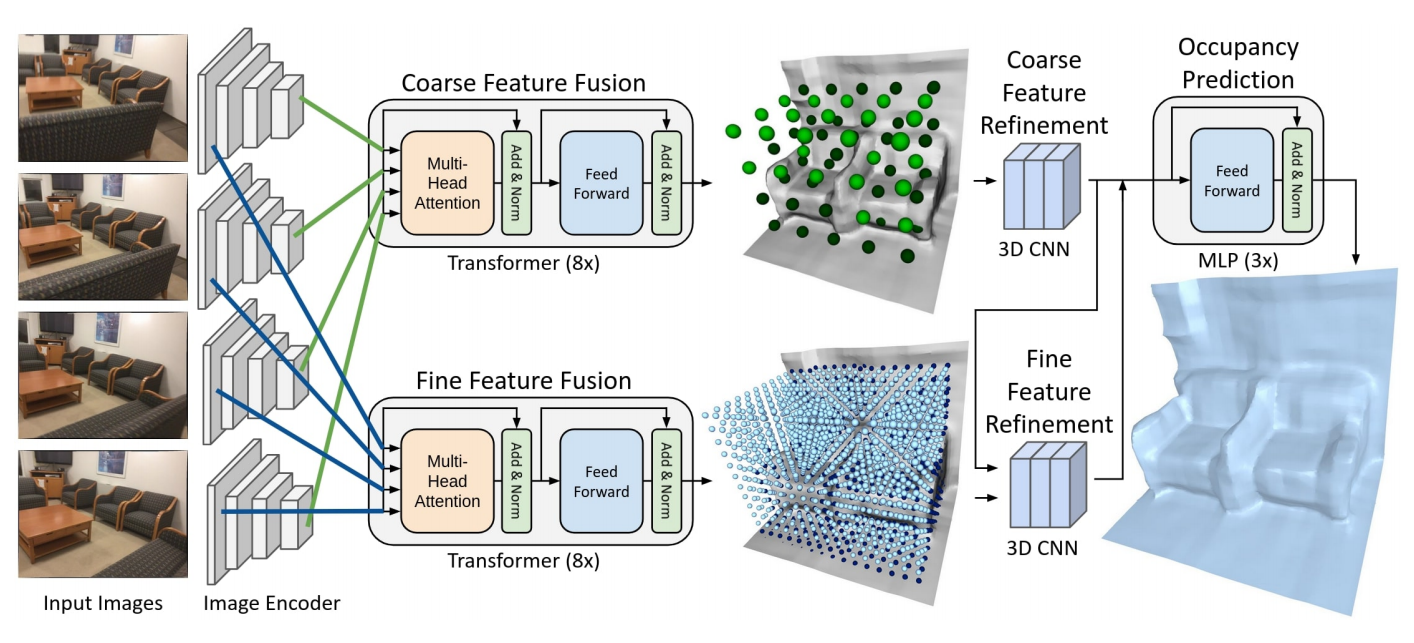 Coarse Feature Fusion
Multi-
Head
Attention
Add & Norm
Feed
Forward
Add & Norm
Transformer (8x)
Coarse
Feature
Refinement
3D CNN
Occupancy
Prediction
Feed
Forward
Add & Norm
MLP (3x)
Fine Feature Fusion
Multi-
Head
Attention
Add & Norm
Feed
Forward
Add & Norm
Transformer (8x)
Fine
Feature
Refinement
3D CNN
Input Images
Image Encoder